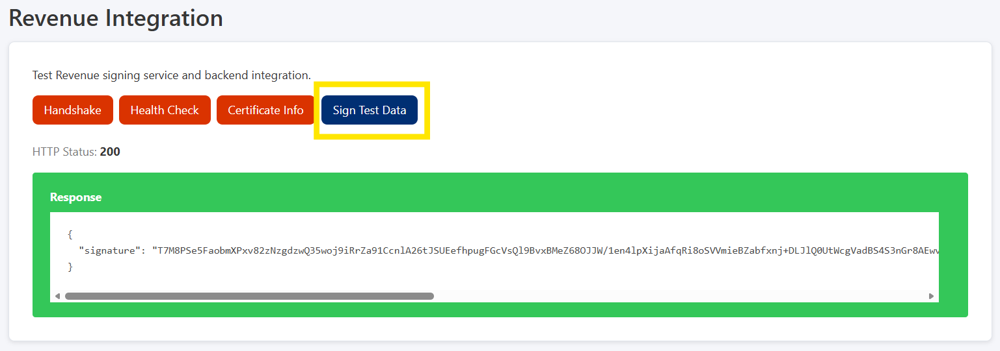 Revenue Integration
Test Revenue signing service and backend integration.
Handshake Health Check Certificate Info Sign Test Data
HTTP Status: 200
Response
{
"signature": "T7M8PSe5FaobmXPxv82zNzgdzwQ35woj9iRrZa91CcnlA26tJSUEefhpugFGcVsQl9BvxBMeZ68OJJW/1en4lpXijaAfqRi8oSVVmieBZabfxnj+DLJlQ0UtWcgVadBS4S3nGr8AEwv
}